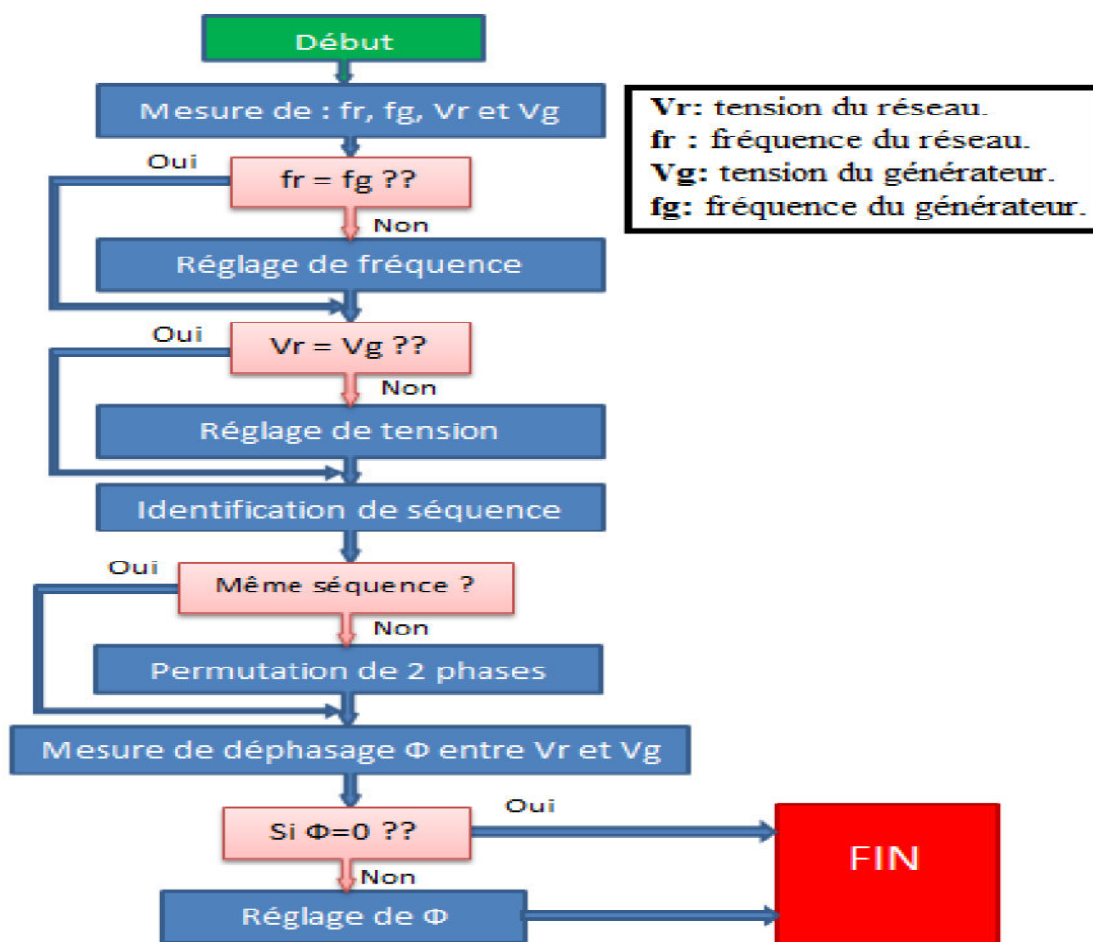 Début
Mesure de : fr, fg, Vr et Vg
Vr: tension du réseau.
fr : fréquence du réseau.
Vg: tension du générateur.
fg: fréquence du générateur.
Oui
fr = fg ??
Non
Réglage de fréquence
Oui
Vr = Vg ??
Non
Réglage de tension
Identification de séquence
Oui
Même séquence ?
Non
Permutation de 2 phases
Mesure de déphasage Φ entre Vr et Vg
Oui
Si Φ=0 ??
FIN
Non
Réglage de Φ